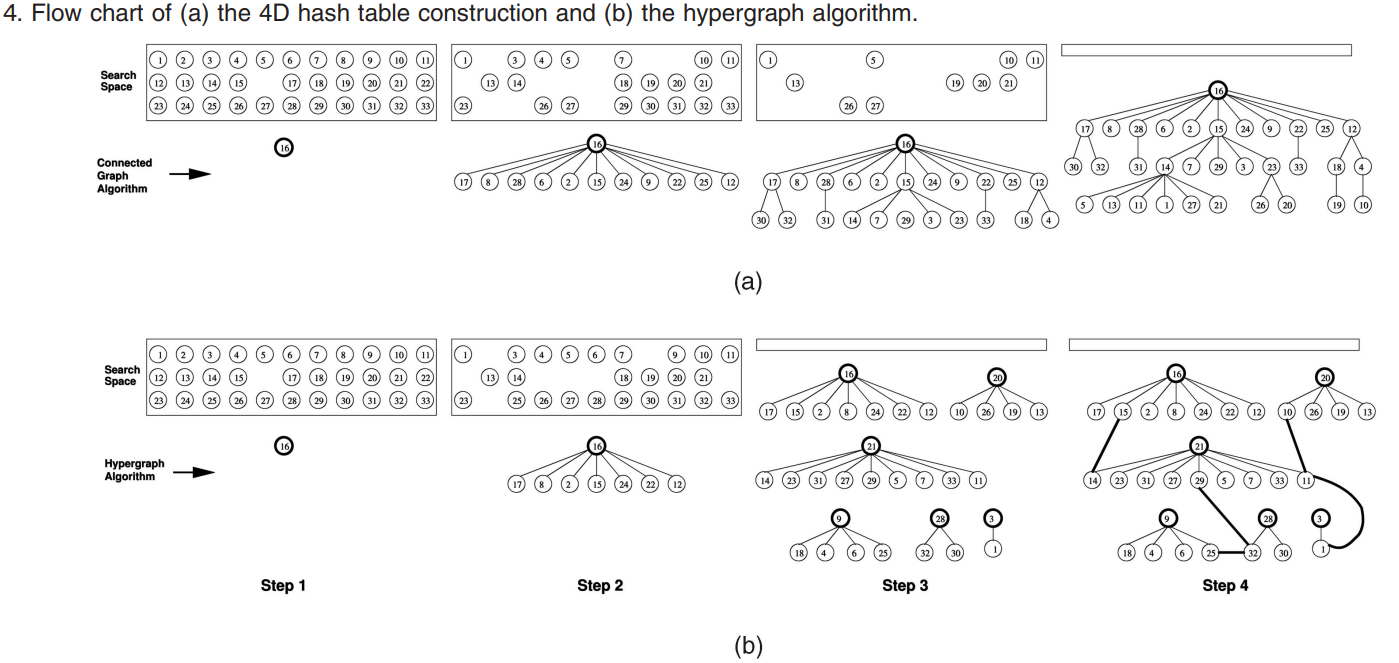 4. Flow chart of (a) the 4D hash table construction and (b) the hypergraph algorithm.
Search Space
1 2 3 4 5 6 7 8 9 10 11
12 13 14 15 17 18 19 20 21 22
23 24 25 26 27 28 29 30 31 32 33
1 3 4 5 7 10 11
13 14 18 19 20 21
23 26 27 29 30 31 32 33
1 5 10 11
13 19 20 21
26 27
Connected Graph Algorithm
16
16
17 8 28 6 2 15 24 9 22 25 12
16
17 8 28 6 2 15 24 9 22 25 12
30 32 31 14 7 29 3 23 33 18 4
16
17 8 28 6 2 15 24 9 22 25 12
30 32 31 14 7 29 3 23 33 18 4
5 13 11 1 27 21 26 20 19 10
(a)
Search Space
1 2 3 4 5 6 7 8 9 10 11
12 13 14 15 17 18 19 20 21 22
23 24 25 26 27 28 29 30 31 32 33
1 3 4 5 6 7 9 10 11
13 14 18 19 20 21
23 25 26 27 28 29 30 31 32 33
Hypergraph Algorithm
16
16
17 8 2 15 24 22 12
16 20
17 15 2 8 24 22 12 10 26 19 13
21
14 23 31 27 29 5 7 33 11
9 28 3
18 4 6 25 32 30 1
16 20
17 15 2 8 24 22 12 10 26 19 13
21
14 23 31 27 29 5 7 33 11
9 28 3
18 4 6 25 32 30 1
Step 1 Step 2 Step 3 Step 4
(b)